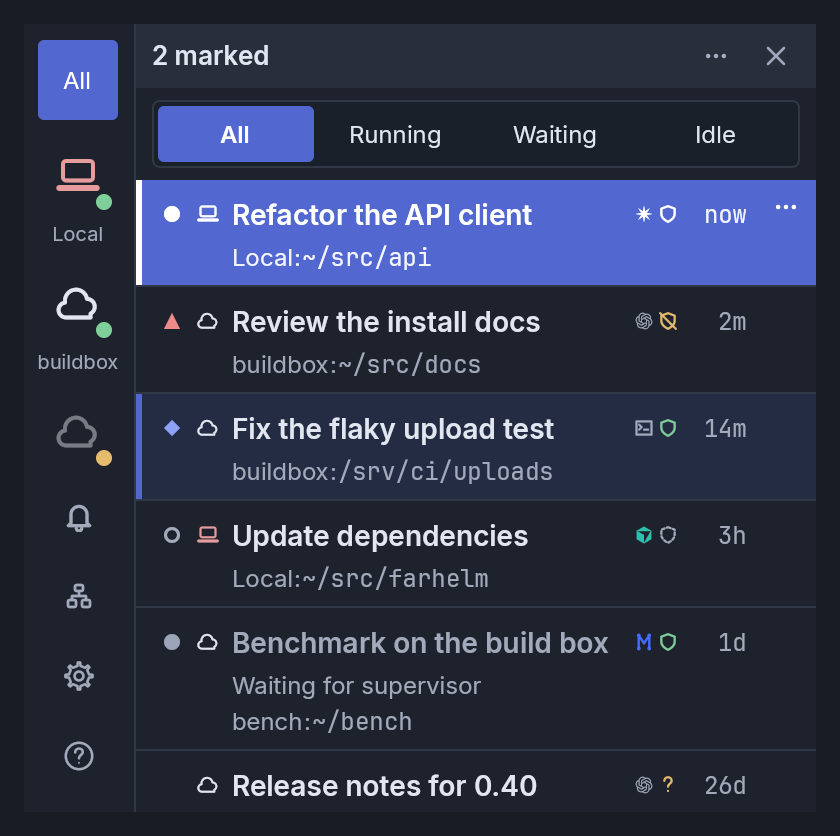 All
2 marked
All Running Waiting Idle
Local
buildbox
Refactor the API client now
Local:~/src/api
Review the install docs 2m
buildbox:~/src/docs
Fix the flaky upload test 14m
buildbox:/srv/ci/uploads
Update dependencies 3h
Local:~/src/farhelm
Benchmark on the build box 1d
Waiting for supervisor
bench:~/bench
Release notes for 0.40 ? 26d